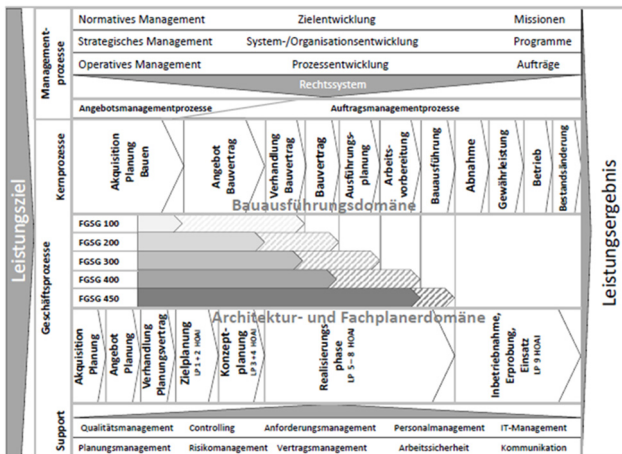 Normatives Management Zielentwicklung Missionen
Strategisches Management System-/Organisationsentwicklung Programme
Operatives Management Prozessentwicklung Aufträge
Management-
prozesse
Rechtssystem
Angebotsmanagementprozesse Auftragsmanagementprozesse
Leistungsziel
Geschäftsprozesse
Kernprozesse
Akquisition
Planung
Bauen
Angebot
Bauvertrag
Verhandlung
Bauvertrag
Bauvertrag
Ausführungs-
planung
Arbeits-
vorbereitung
Bauausführung
Abnahme
Gewährleistung
Betrieb
Bestandsänderung
Leistungsergebnis
Bauausführungsdomäne
FGSG 100
FGSG 200
FGSG 300
FGSG 400
FGSG 450
Architektur- und Fachplanerdomäne
Akquisition
Planung
Angebot
Planung
Verhandlung
Planungsvertrag
Zielplanung
LP 1 + 2 HOAI
Konzept-
planung
LP 3 + 4 HOAI
Realisierungs-
phase
LP 5 – 8 HOAI
Inbetriebnahme,
Erprobung,
Einsatz
LP 9 HOAI
Support
Qualitätsmanagement Controlling Anforderungsmanagement Personalmanagement IT-Management
Planungsmanagement Risikomanagement Vertragsmanagement Arbeitssicherheit Kommunikation